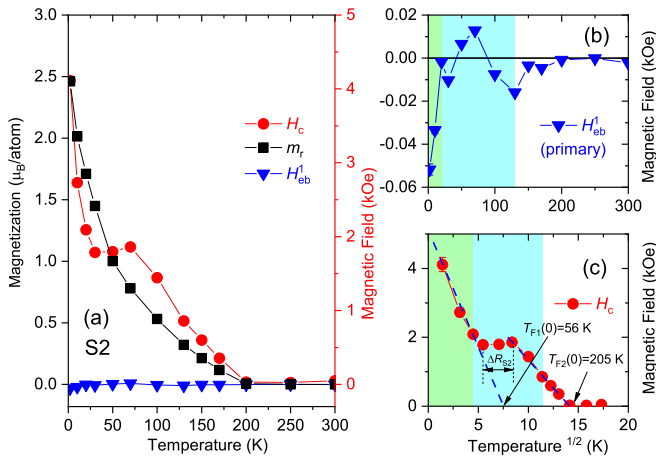 3.0
2.5
2.0
1.5
1.0
0.5
0.0
Magnetization (uB/atom)
5
4
3
2
1
0
Magnetic Field (kOe)
Hc
mr
H1eb
(a)
S2
0 50 100 150 200 250 300
Temperature (K)
0.02
0.00
-0.02
-0.04
-0.06
Magnetic Field (kOe)
(b)
H1eb
(primary)
0 100 200 300
6
4
2
0
Magnetic Field (kOe)
(c)
Hc
TF1(0)=56 K
TF2(0)=205 K
ΔRS2
0 5 10 15 20
Temperature 1/2 (K)